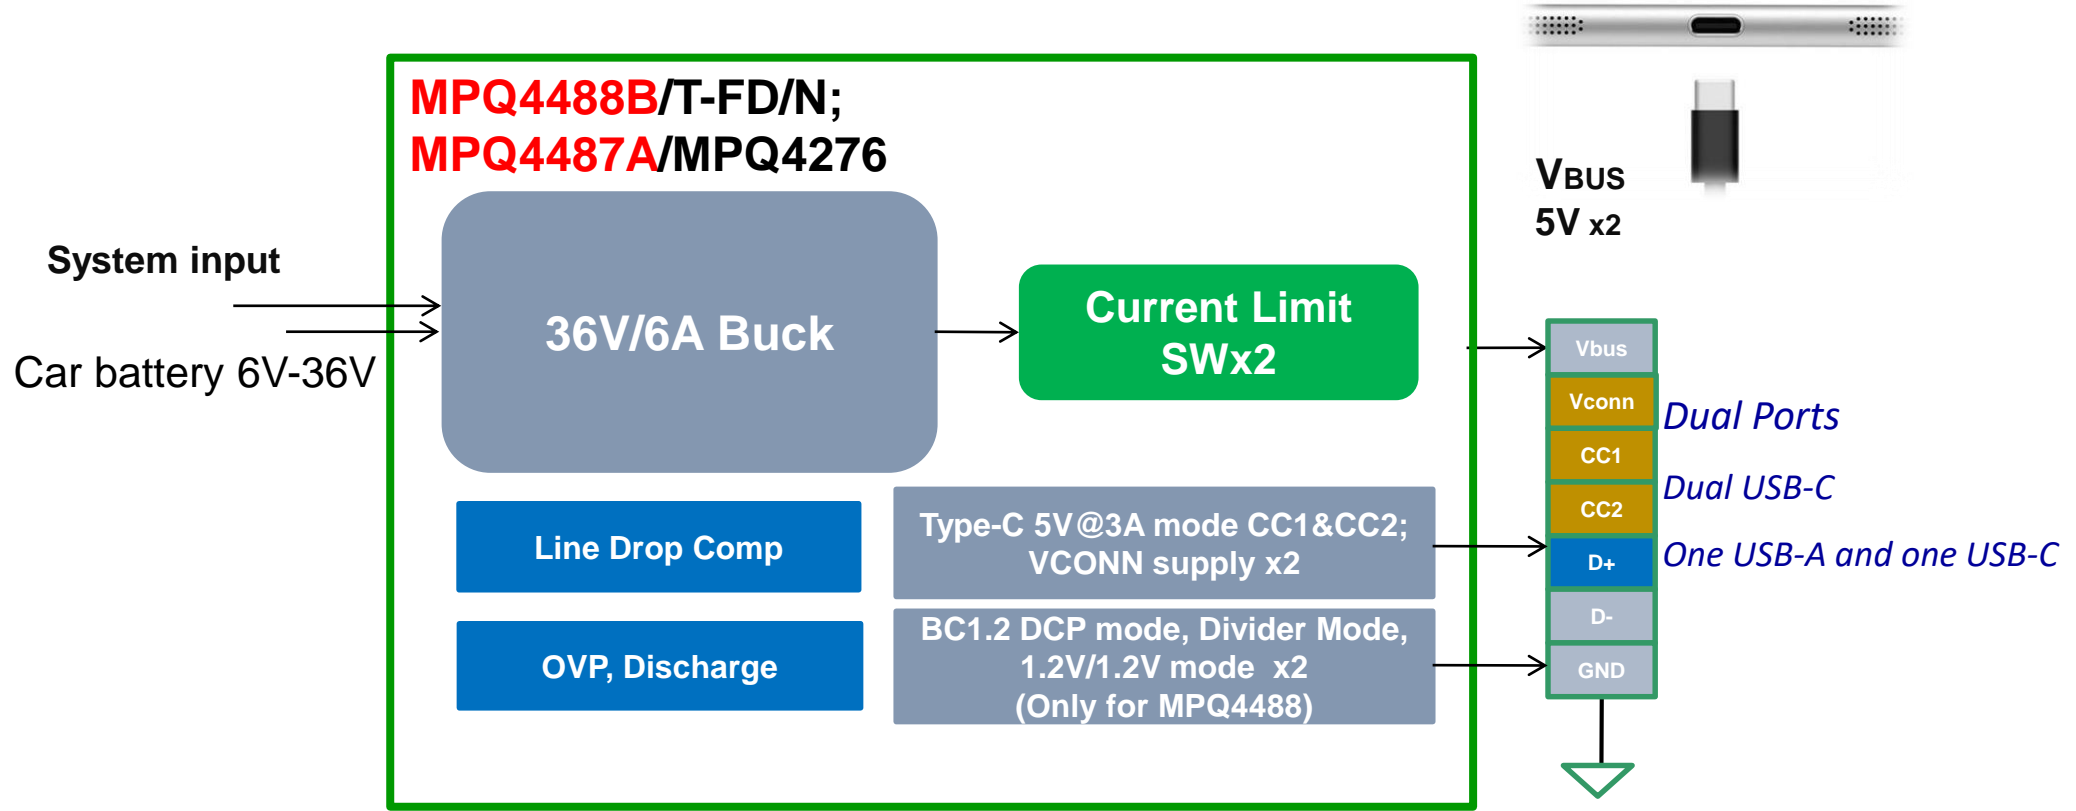 MPQ4488B/T-FD/N;
MPQ4487A/MPQ4276
VBUS
5V x2
System input
Car battery 6V-36V
36V/6A Buck
Current Limit
SWx2
Line Drop Comp
OVP, Discharge
Type-C 5V@3A mode CC1&CC2;
VCONN supply x2
BC1.2 DCP mode, Divider Mode,
1.2V/1.2V mode x2
(Only for MPQ4488)
Vbus
Vconn
CC1
CC2
D+
D-
GND
Dual Ports
Dual USB-C
One USB-A and one USB-C